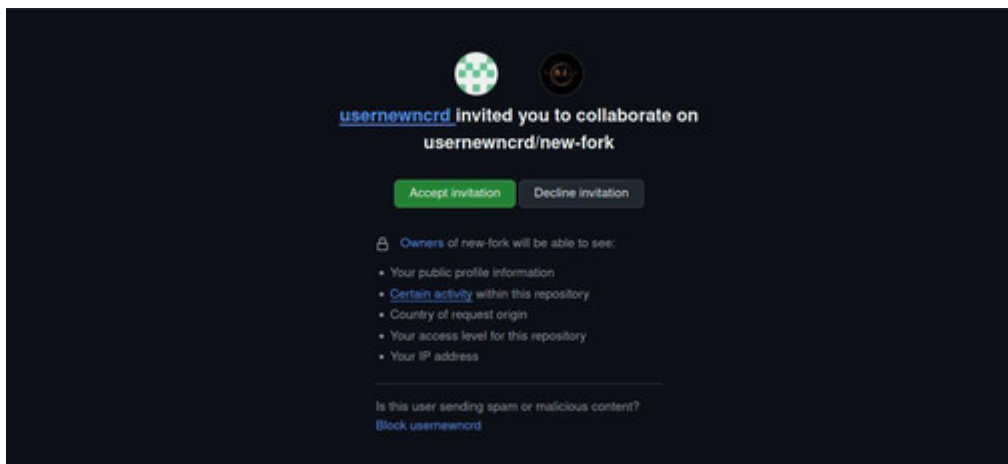 usernewncrd invited you to collaborate on
usernewncrd/new-fork
Accept invitation
Decline invitation
Owners of new-fork will be able to see:
• Your public profile information
• Certain activity within this repository
• Country of request origin
• Your access level for this repository
• Your IP address
Is this user sending spam or malicious content?
Block usernewncrd